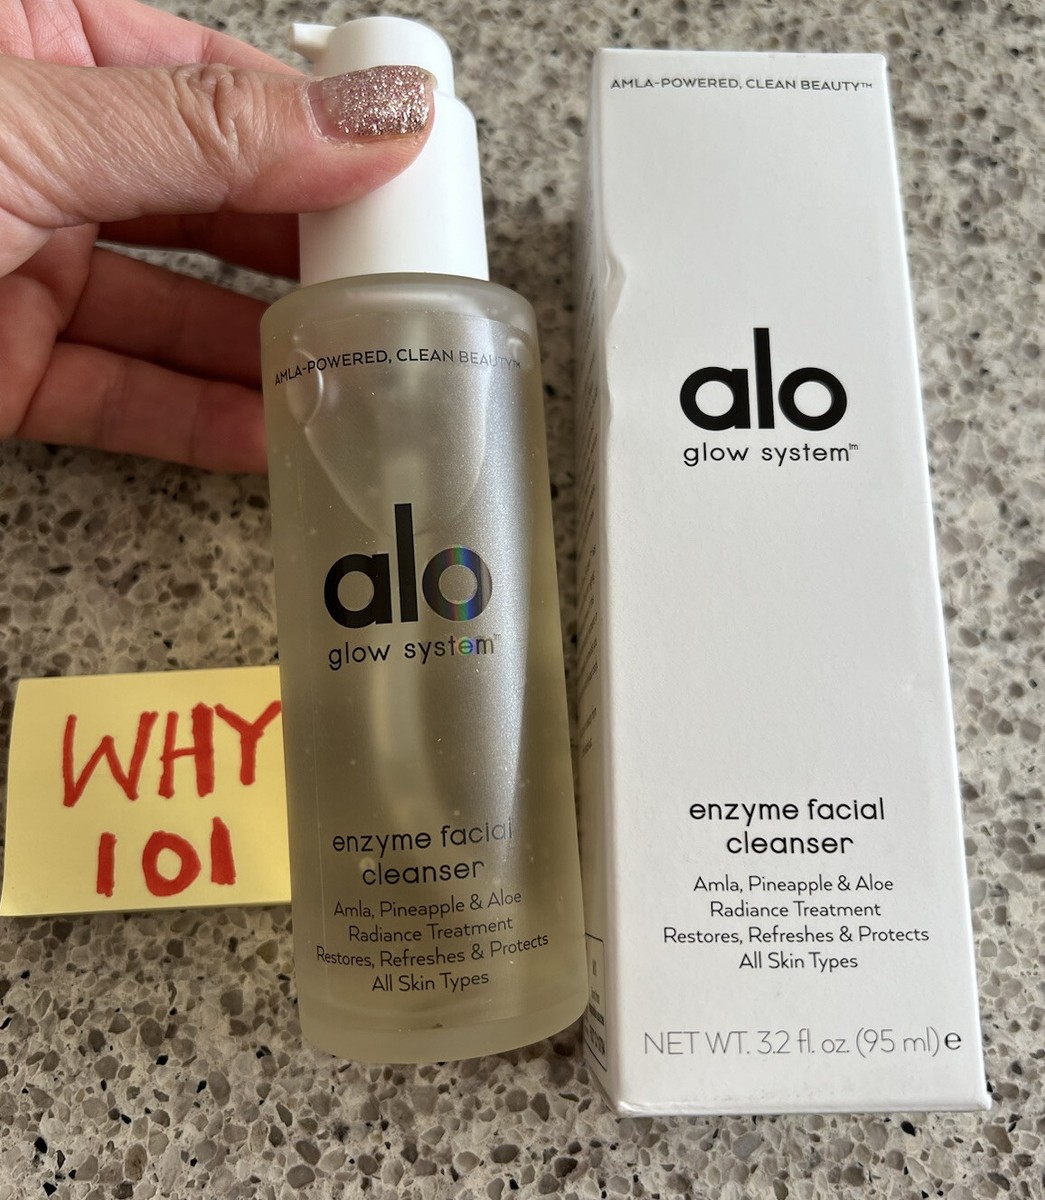 AMLA-POWERED, CLEAN BEAUTY™
alo
glow system™
enzyme facial
cleanser
Amla, Pineapple & Aloe
Radiance Treatment
Restores, Refreshes & Protects
All Skin Types
WHY
101
AMLA-POWERED, CLEAN BEAUTY™
alo
glow system™
enzyme facial
cleanser
Amla, Pineapple & Aloe
Radiance Treatment
Restores, Refreshes & Protects
All Skin Types
NET WT. 3.2 fl. oz. (95 ml) ℮